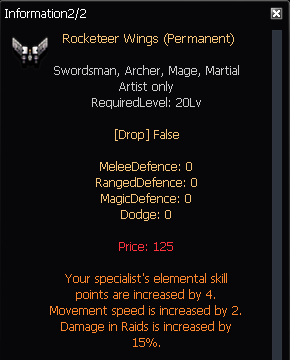 Information2/2
Rocketeer Wings (Permanent)
Swordsman, Archer, Mage, Martial
Artist only
RequiredLevel: 20Lv
[Drop] False
MeleeDefence: 0
RangedDefence: 0
MagicDefence: 0
Dodge: 0
Price: 125
Your specialist's elemental skill
points are increased by 4.
Movement speed is increased by 2.
Damage in Raids is increased by
15%.